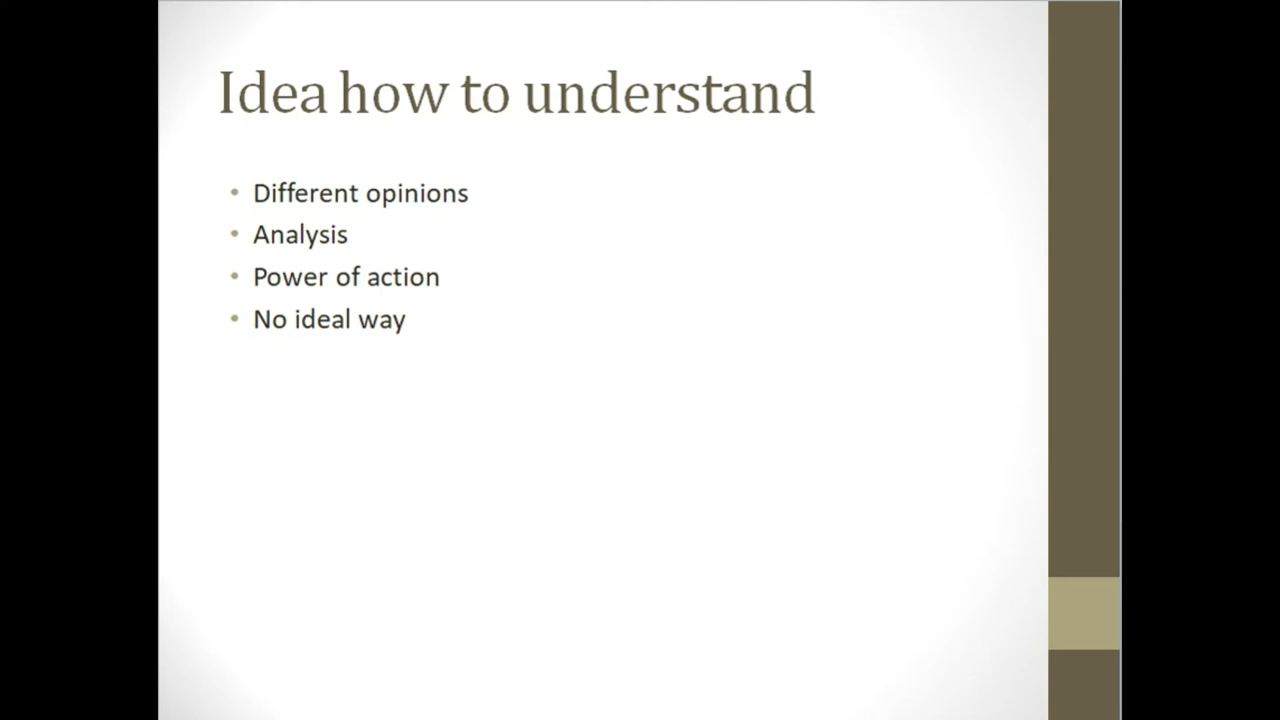 Idea how to understand
• Different opinions
• Analysis
• Power of action
• No ideal way